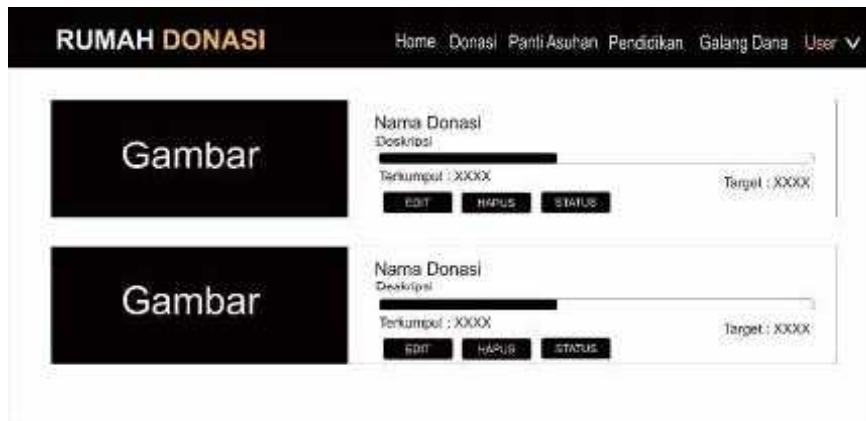 RUMAH DONASI
Home Donasi Panti Asuhan Pendidikan Galang Dana User
Gambar
Nama Donasi
Deskripsi
Terkumpul : XXXX
Target : XXXX
EDIT HAPUS STATUS
Gambar
Nama Donasi
Deskripsi
Terkumpul : XXXX
Target : XXXX
EDIT HAPUS STATUS